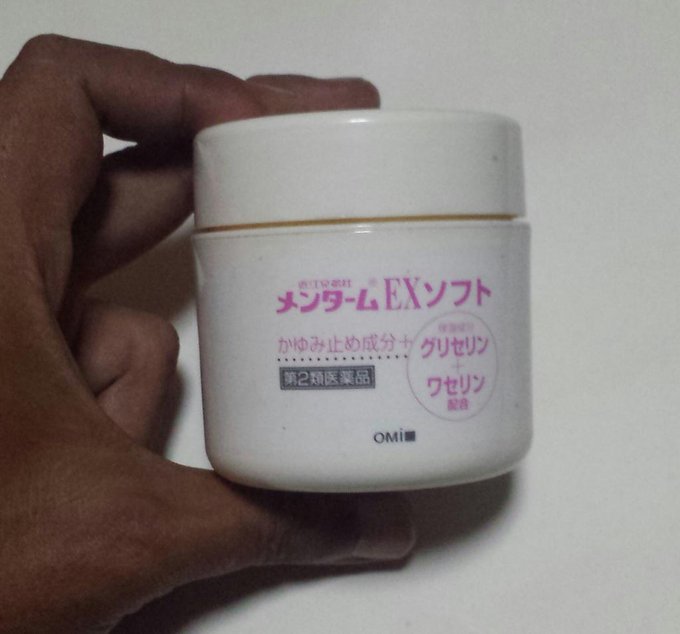 近江兄弟社
メンターム® EXソフト
かゆみ止め成分+
第2類医薬品
保湿成分
グリセリン
+
ワセリン
配合
OMi